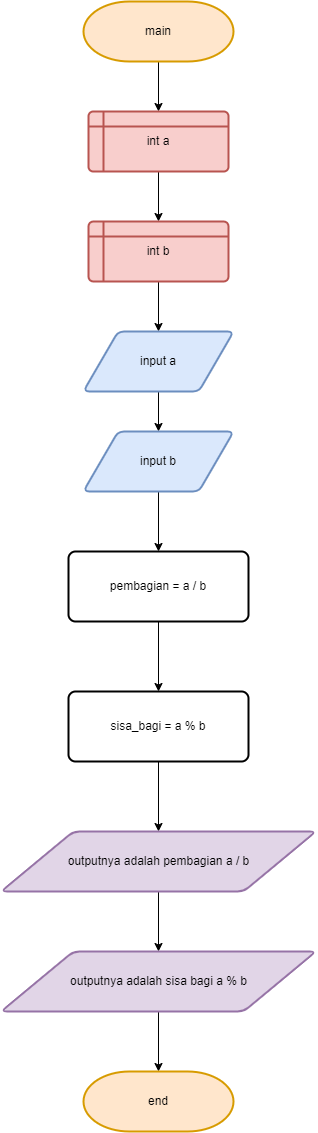 main
int a
int b
input a
input b
pembagian = a / b
sisa_bagi = a % b
outputnya adalah pembagian a / b
outputnya adalah sisa bagi a % b
end